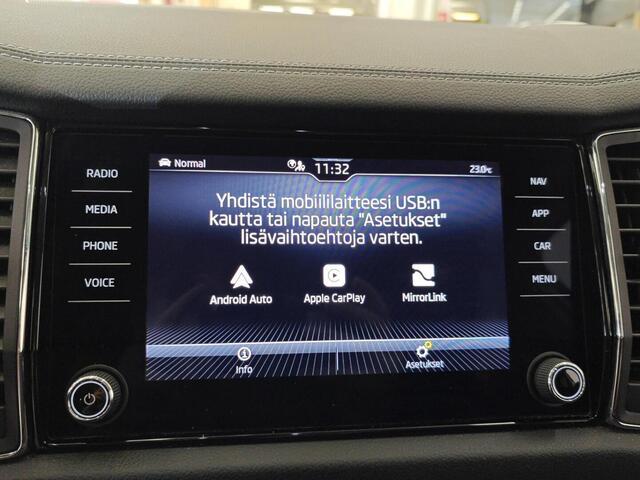 Normal
11:32
23.0°C
Yhdistä mobiililaitteesi USB:n
kautta tai napauta "Asetukset"
lisävaihtoehtoja varten.
Android Auto
Apple CarPlay
MirrorLink
Info
Asetukset
RADIO
MEDIA
PHONE
VOICE
NAV
APP
CAR
MENU